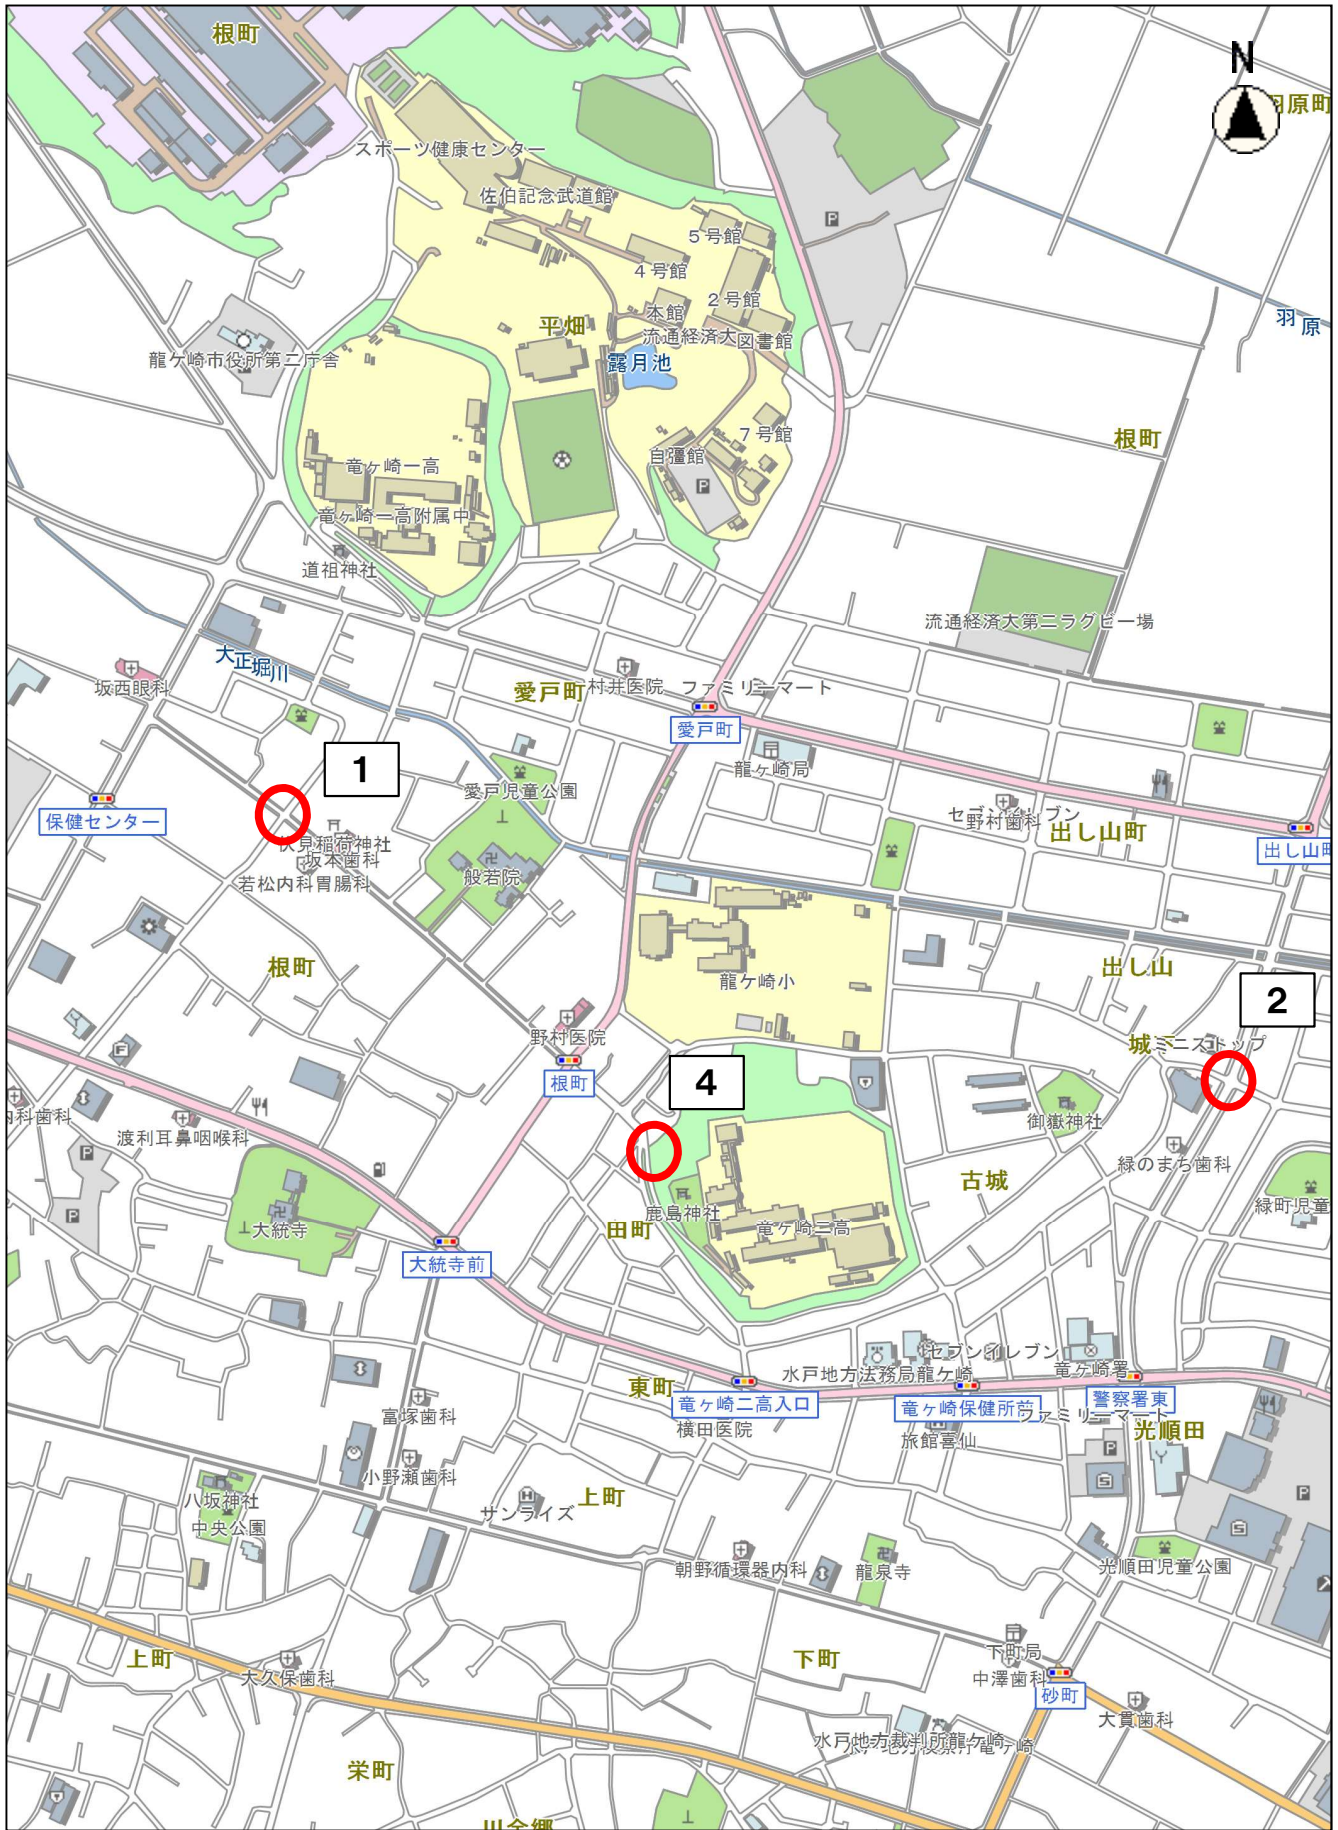 根町
N
羽原町
スポーツ健康センター
佐伯記念武道館
P
5号館
4号館
2号館
本館
平畑
流通経済大
図書館
羽原
龍ケ崎市役所第二庁舎
露月池
7号館
根町
自彊館
竜ヶ崎一高
P
竜ヶ崎一高附属中
道祖神社
流通経済大第二ラグビー場
大正堀川
坂西眼科
愛戸町
村井医院
ファミリーマート
愛戸町
1
龍ヶ崎局
愛戸児童公園
セブンイレブン
野村歯科
保健センター
出し山町
伏見稲荷神社
坂本歯科
若松内科胃腸科
般若院
根町
龍ケ崎小
出し山
2
野村医院
城下
ミニストップ
根町
4
御嶽神社
内科歯科
渡利耳鼻咽喉科
P
緑のまち歯科
古城
緑町児童
P
大統寺
鹿島神社
田町
竜ヶ崎二高
大統寺前
セブンイレブン
水戸地方法務局龍ケ崎
竜ヶ崎署
東町
竜ヶ崎二高入口
竜ヶ崎保健所前
警察署東
ファミリーマート
富塚歯科
横田医院
旅館喜仙
光順田
P
小野瀬歯科
八坂神社
サンライズ
上町
中央公園
P
朝野循環器内科
龍泉寺
光順田児童公園
上町
下町
下町局
大久保歯科
中澤歯科
砂町
大貫歯科
水戸地方裁判所龍ケ崎
栄町